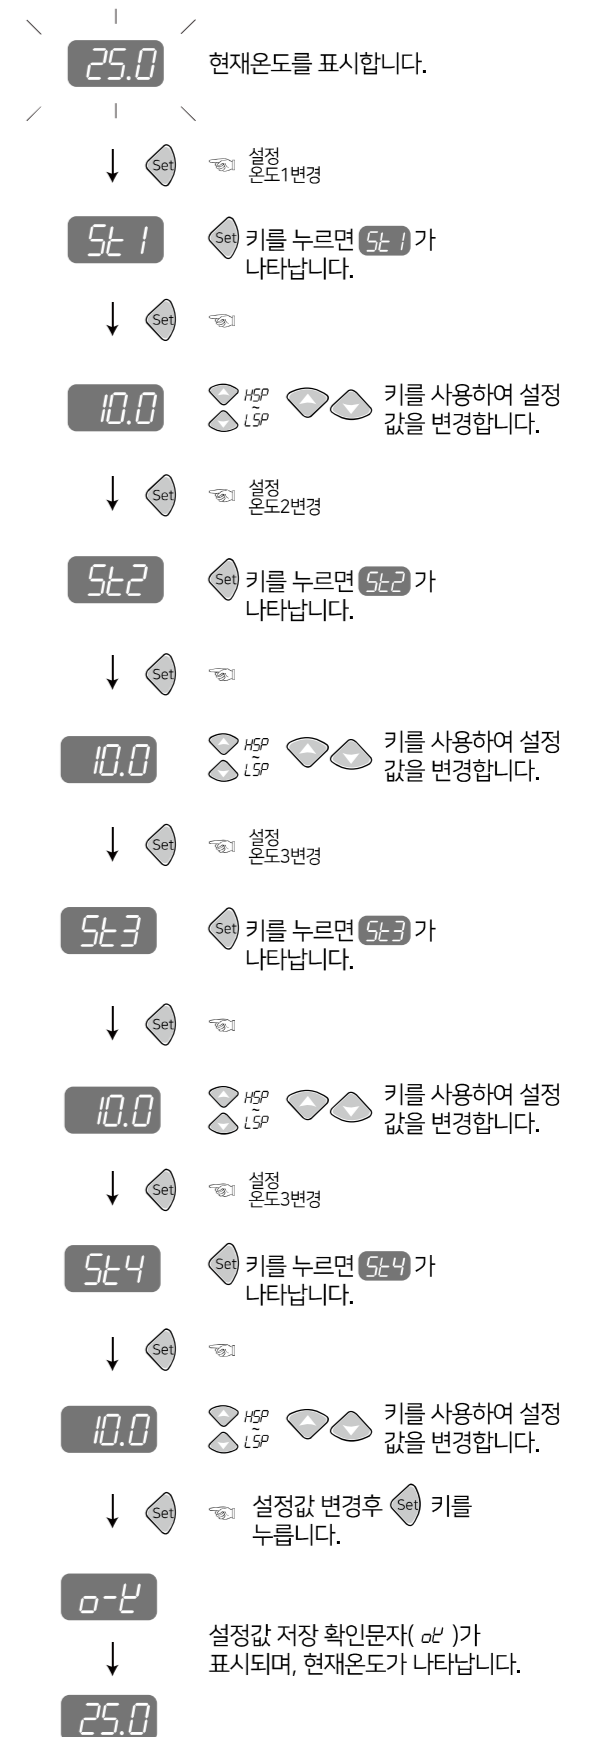 25.0
현재온도를 표시합니다.
Set
설정
온도1변경
St1
Set 키를 누르면 St1 가
나타납니다.
Set
10.0
HSP
~
LSP
키를 사용하여 설정
값을 변경합니다.
Set
설정
온도2변경
St2
Set 키를 누르면 St2 가
나타납니다.
Set
10.0
HSP
~
LSP
키를 사용하여 설정
값을 변경합니다.
Set
설정
온도3변경
St3
Set 키를 누르면 St3 가
나타납니다.
Set
10.0
HSP
~
LSP
키를 사용하여 설정
값을 변경합니다.
Set
설정
온도3변경
St4
Set 키를 누르면 St4 가
나타납니다.
Set
10.0
HSP
~
LSP
키를 사용하여 설정
값을 변경합니다.
Set
설정값 변경후 Set 키를
누릅니다.
o-k
설정값 저장 확인문자( ok )가
표시되며, 현재온도가 나타납니다.
25.0